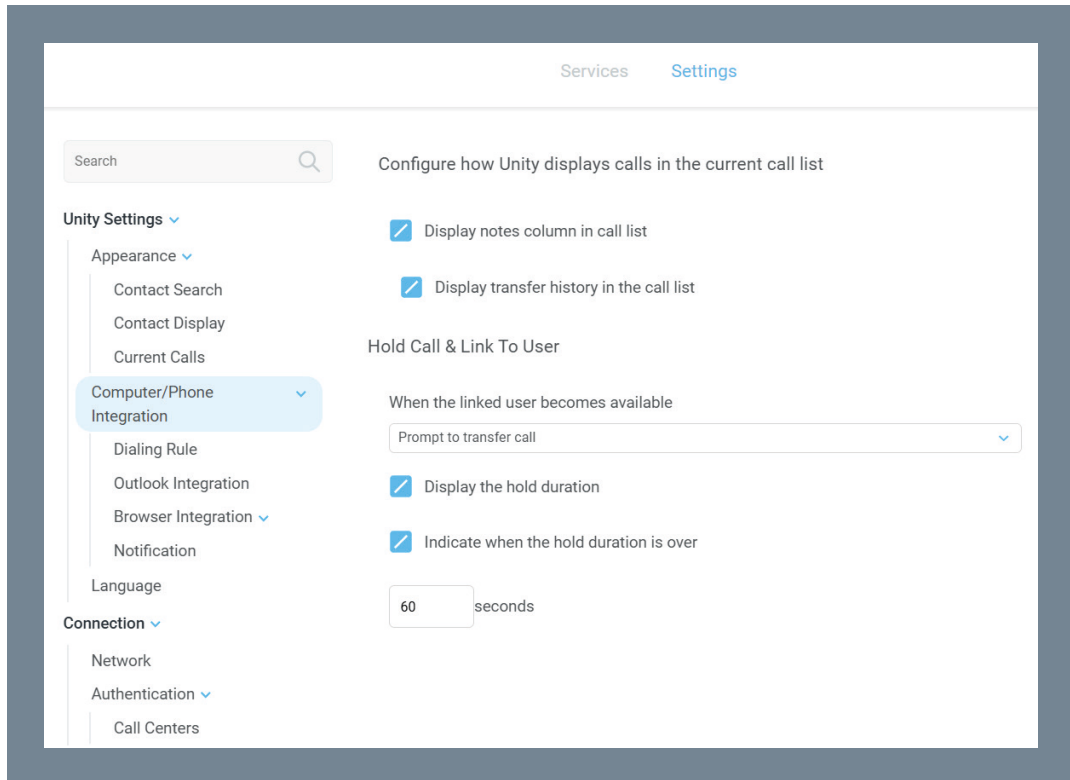 Services Settings
Search
Unity Settings
Appearance
Contact Search
Contact Display
Current Calls
Computer/Phone
Integration
Dialing Rule
Outlook Integration
Browser Integration
Notification
Language
Connection
Network
Authentication
Call Centers
Configure how Unity displays calls in the current call list
Display notes column in call list
Display transfer history in the call list
Hold Call & Link To User
When the linked user becomes available
Prompt to transfer call
Display the hold duration
Indicate when the hold duration is over
60 seconds